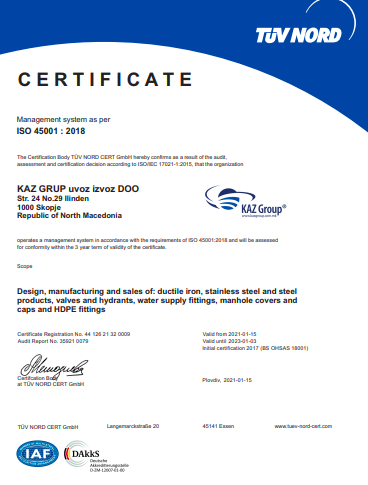 TÜV NORD
CERTIFICATE
Management system as per
ISO 45001 : 2018
The Certification Body TÜV NORD CERT GmbH hereby confirms as a result of the audit,
assessment and certification decision according to ISO/IEC 17021-1:2015, that the organization
KAZ GRUP uvoz izvoz DOO
Str. 24 No.29 Ilinden
1000 Skopje
Republic of North Macedonia
KAZ Group®
www.kazgroup.com.mk
operates a management system in accordance with the requirements of ISO 45001:2018 and will be assessed
for conformity within the 3 year term of validity of the certificate.
Scope
Design, manufacturing and sales of: ductile iron, stainless steel and steel
products, valves and hydrants, water supply fittings, manhole covers and
caps and HDPE fittings
Certificate Registration No. 44 126 21 32 0009
Audit Report No. 35921 0079
Valid from 2021-01-15
Valid until 2023-01-03
Initial certification 2017 (BS OHSAS 18001)
Certification Body
at TÜV NORD CERT GmbH
Plovdiv, 2021-01-15
TÜV NORD CERT GmbH
Langemarckstraße 20
45141 Essen
www.tuev-nord-cert.com
IAF
DAkkS
Deutsche
Akkreditierungsstelle
D-ZM-12007-01-00